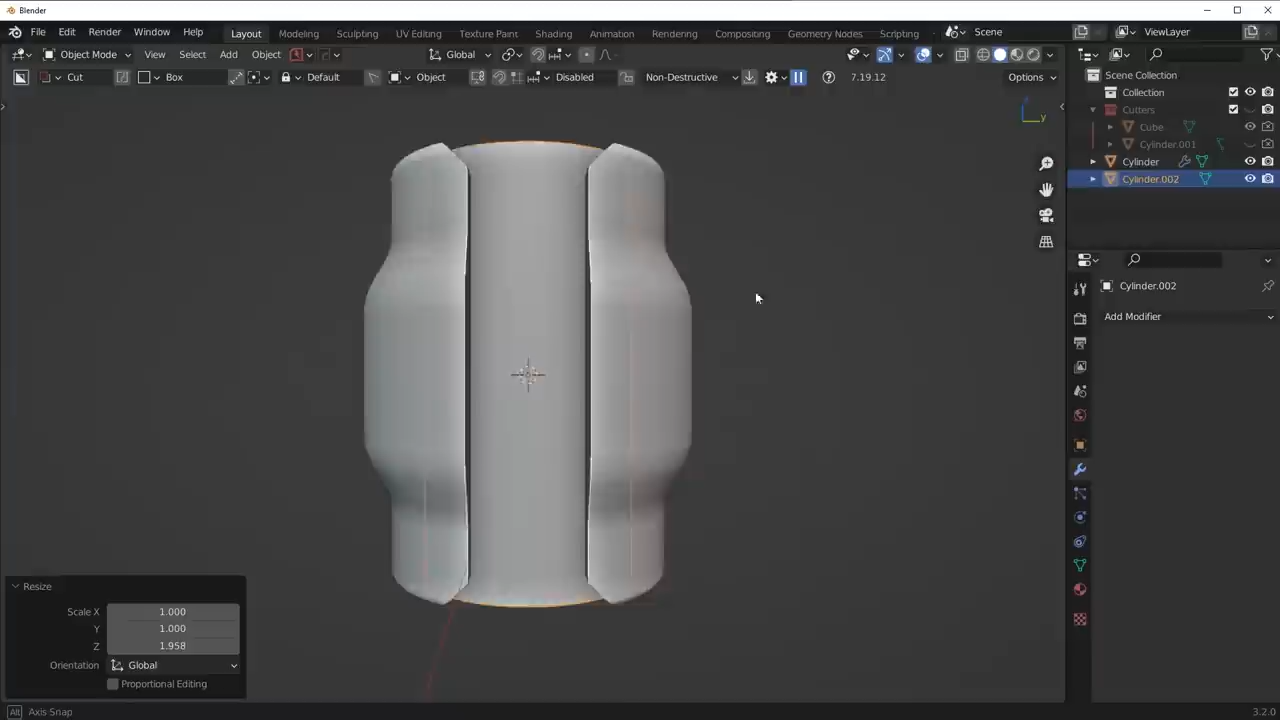 Blender
File Edit Render Window Help Layout Modeling Sculpting UV Editing Texture Paint Shading Animation Rendering Compositing Geometry Nodes Scripting Scene ViewLayer
Object Mode View Select Add Object Global
Cut Box Default Object Disabled Non-Destructive 7.19.12 Options
Scene Collection
Collection
Cutters
Cube
Cylinder.001
Cylinder
Cylinder.002
y
Cylinder.002
Add Modifier
Resize
Scale X 1.000
Y 1.000
Z 1.958
Orientation Global
Proportional Editing
Alt Axis Snap 3.2.0